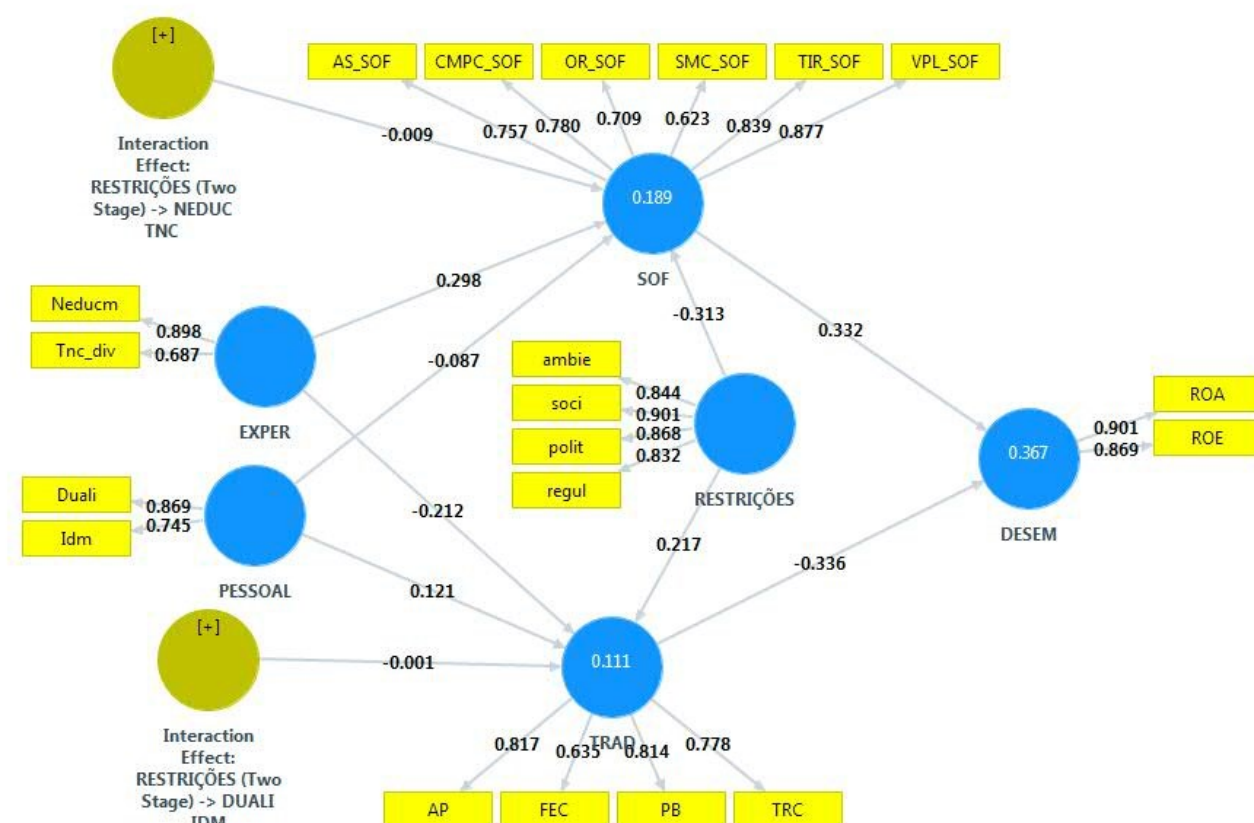 [+]
Interaction
Effect:
RESTRIÇÕES (Two
Stage) -> NEDUC
TNC
AS_SOF
CMPC_SOF
OR_SOF
SMC_SOF
TIR_SOF
VPL_SOF
-0.009
0.757
0.780
0.709
0.623
0.839
0.877
0.189
SOF
0.298
-0.313
0.332
-0.087
Neducm
Tnc_div
0.898
0.687
EXPER
ambie
soci
polit
regul
0.844
0.901
0.868
0.832
RESTRIÇÕES
ROA
ROE
0.901
0.869
0.367
DESEM
Duali
Idm
0.869
0.745
PESSOAL
-0.212
0.217
-0.336
0.121
[+]
-0.001
Interaction
Effect:
RESTRIÇÕES (Two
Stage) -> DUALI
IDM
0.111
TRAD
0.817
0.635
0.814
0.778
AP
FEC
PB
TRC